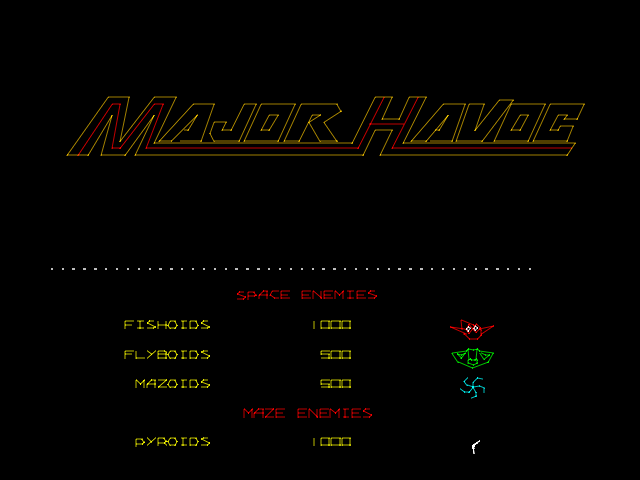 MAJOR HAVOC
SPACE ENEMIES
FISHOIDS 1000
FLYBOIDS 500
MAZOIDS 500
MAZE ENEMIES
PYROIDS 1000